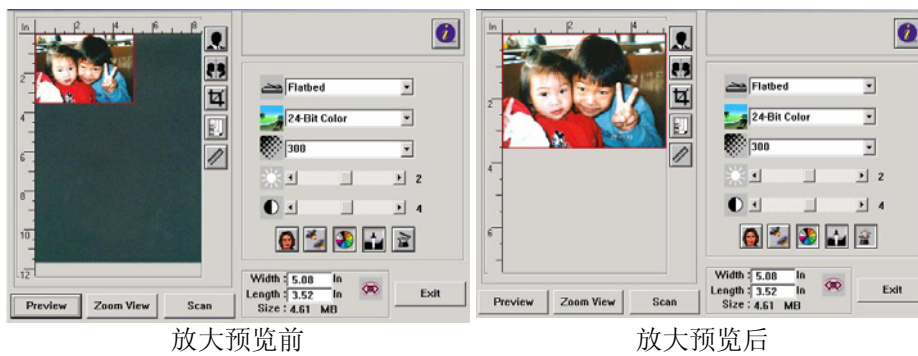 In 2 4 6 8
2
4
6
8
10
12
Flatbed
24-Bit Color
300
2
4
Width : 5.08 In
Length : 3.52 In
Size : 4.61 MB
Preview Zoom View Scan Exit
放大预览前
In 2 4
2
4
6
i
Flatbed
24-Bit Color
300
2
4
Width : 5.08 In
Length : 3.52 In
Size : 4.61 MB
Preview Zoom View Scan Exit
放大预览后